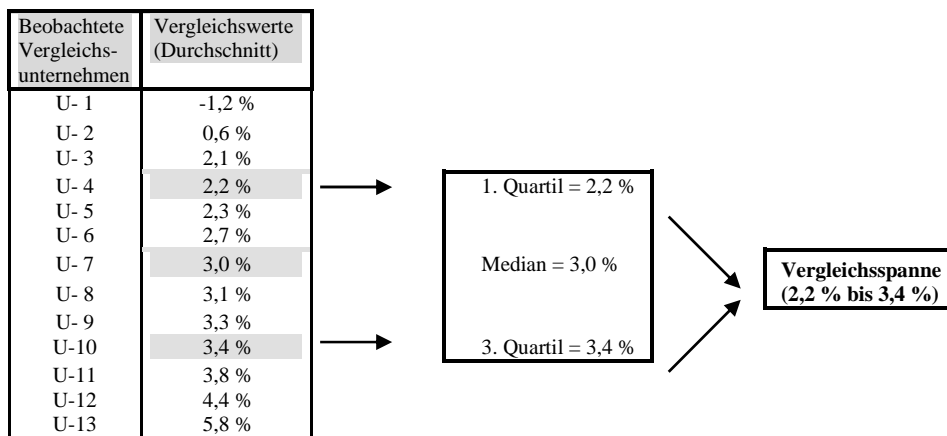 Beobachtete Vergleichswerte
Vergleichs- (Durchschnitt)
unternehmen
U- 1 -1,2 %
U- 2 0,6 %
U- 3 2,1 %
U- 4 2,2 %
U- 5 2,3 %
U- 6 2,7 %
U- 7 3,0 %
U- 8 3,1 %
U- 9 3,3 %
U-10 3,4 %
U-11 3,8 %
U-12 4,4 %
U-13 5,8 %
1. Quartil = 2,2 %
Median = 3,0 %
3. Quartil = 3,4 %
Vergleichsspanne
(2,2 % bis 3,4 %)